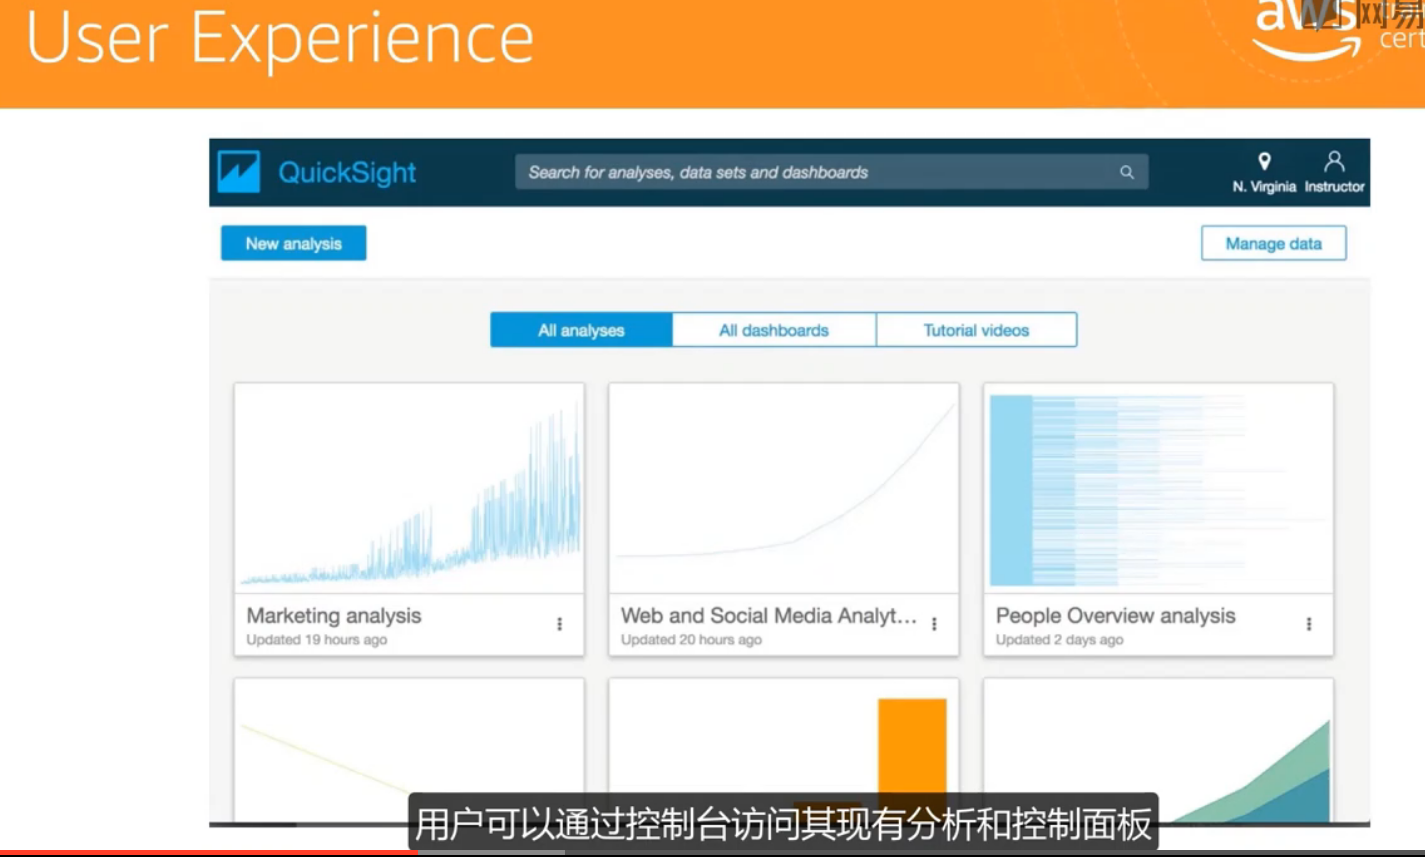 User Experience
aws
网易
cert
QuickSight
Search for analyses, data sets and dashboards
N. Virginia
Instructor
New analysis
Manage data
All analyses
All dashboards
Tutorial videos
Marketing analysis
Updated 19 hours ago
Web and Social Media Analyt...
Updated 20 hours ago
People Overview analysis
Updated 2 days ago
用户可以通过控制台访问其现有分析和控制面板